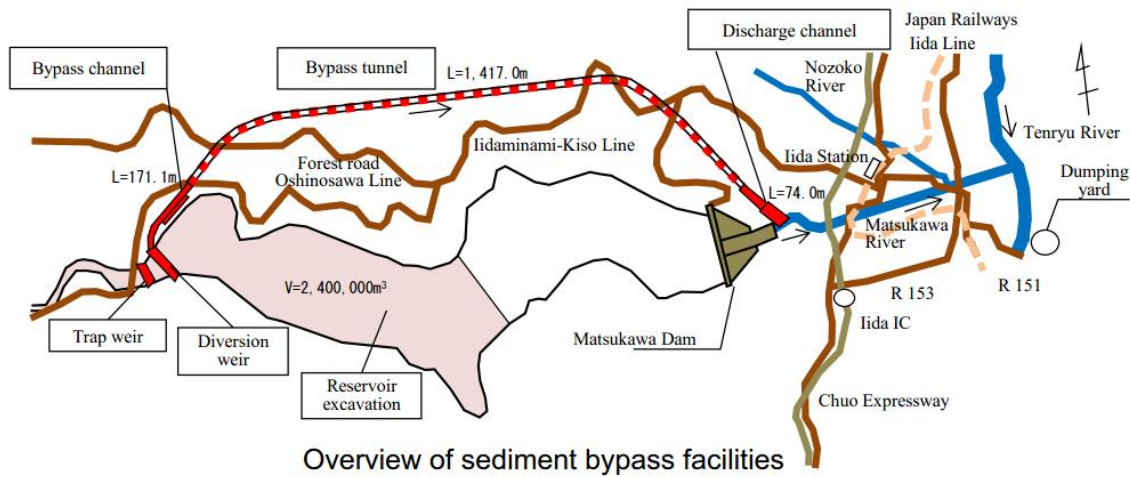 Japan Railways
Iida Line
Discharge channel
Bypass channel
Bypass tunnel
L=1,417.0m
Nozoko
River
Tenryu River
Iidaminami-Kiso Line
Iida Station
Forest road
Oshinosawa Line
L=171.1m
L=74.0m
Dumping
yard
Matsukawa
River
V=2,400,000m³
R 153
R 151
Trap weir
Diversion
weir
Matsukawa Dam
Iida IC
Reservoir
excavation
Chuo Expressway
Overview of sediment bypass facilities